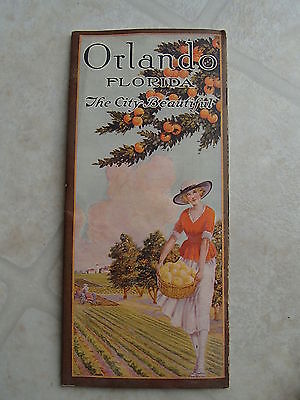 Orlando
FLORIDA
The City Beautiful